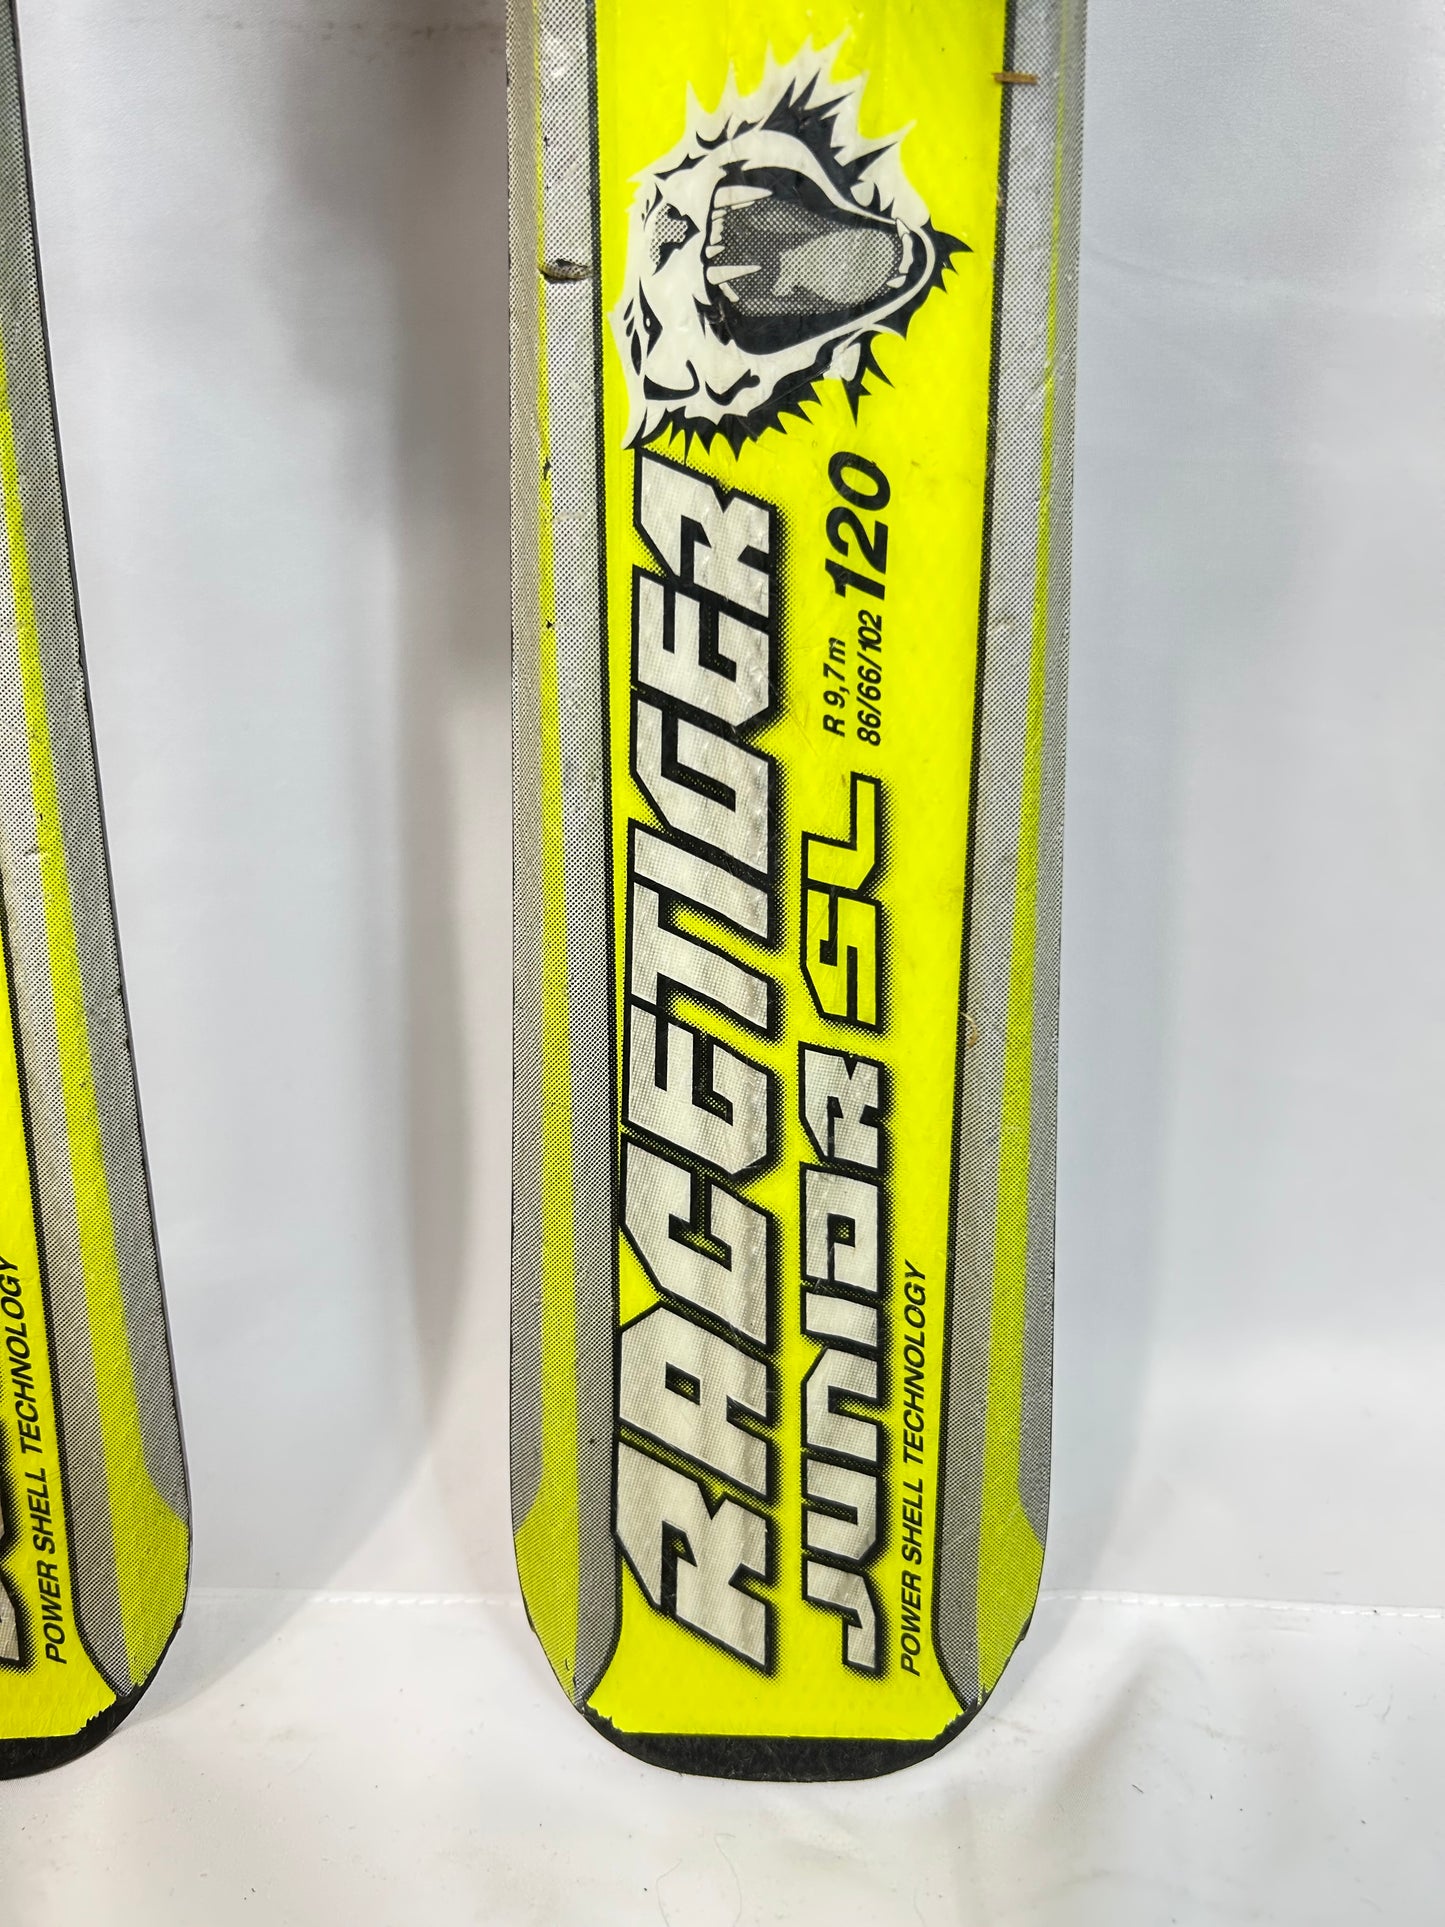 POWER SHELL TECHNOLOGY
RACETIGER
JUNIOR SL
R 9,7m
86/66/102 120
POWER SHELL TECHNOLOGY